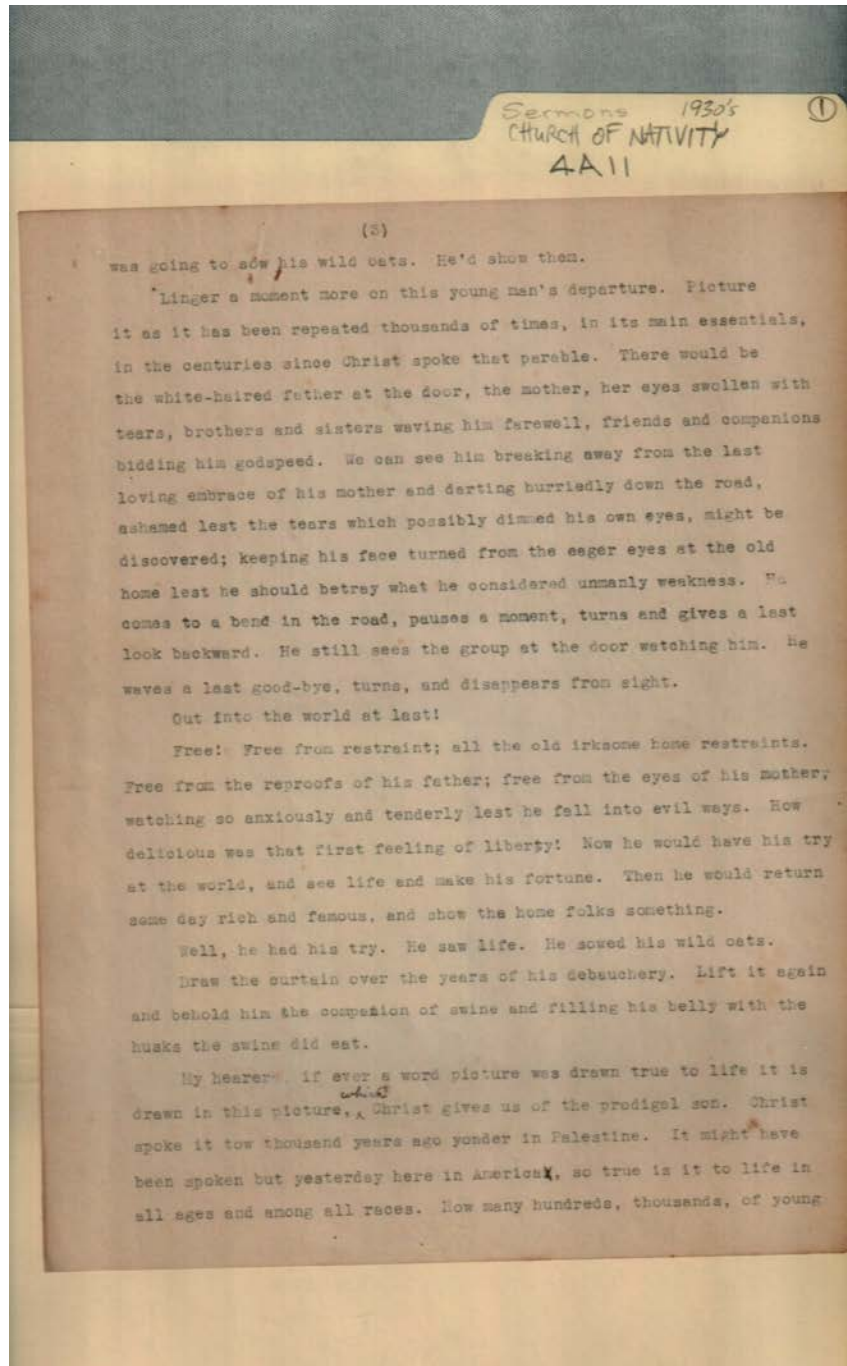 Sermons 1930's ①
CHURCH OF NATIVITY
4A11
(3)
was going to sow his wild oats. He'd show them.
Linger a moment more on this young man's departure. Picture
it as it has been repeated thousands of times, in its main essentials,
in the centuries since Christ spoke that parable. There would be
the white-haired father at the door, the mother, her eyes swollen with
tears, brothers and sisters waving him farewell, friends and companions
bidding him godspeed. We can see him breaking away from the last
loving embrace of his mother and darting hurriedly down the road,
ashamed lest the tears which possibly dimmed his own eyes, might be
discovered; keeping his face turned from the eager eyes at the old
home lest he should betray what he considered unmanly weakness. He
comes to a bend in the road, pauses a moment, turns and gives a last
look backward. He still sees the group at the door watching him. He
waves a last good-bye, turns, and disappears from sight.
Out into the world at last!
Free! Free from restraint; all the old irksome home restraints.
Free from the reproofs of his father; free from the eyes of his mother,
watching so anxiously and tenderly lest he fall into evil ways. How
delicious was that first feeling of liberty! Now he would have his try
at the world, and see life and make his fortune. Then he would return
some day rich and famous, and show the home folks something.
Well, he had his try. He saw life. He sowed his wild oats.
Draw the curtain over the years of his debauchery. Lift it again
and behold him the companion of swine and filling his belly with the
husks the swine did eat.
My hearers, if ever a word picture was drawn true to life it is
drawn in this picture, which Christ gives us of the prodigal son. Christ
spoke it tow thousand years ago yonder in Palestine. It might have
been spoken but yesterday here in America, so true is it to life in
all ages and among all races. How many hundreds, thousands, of young